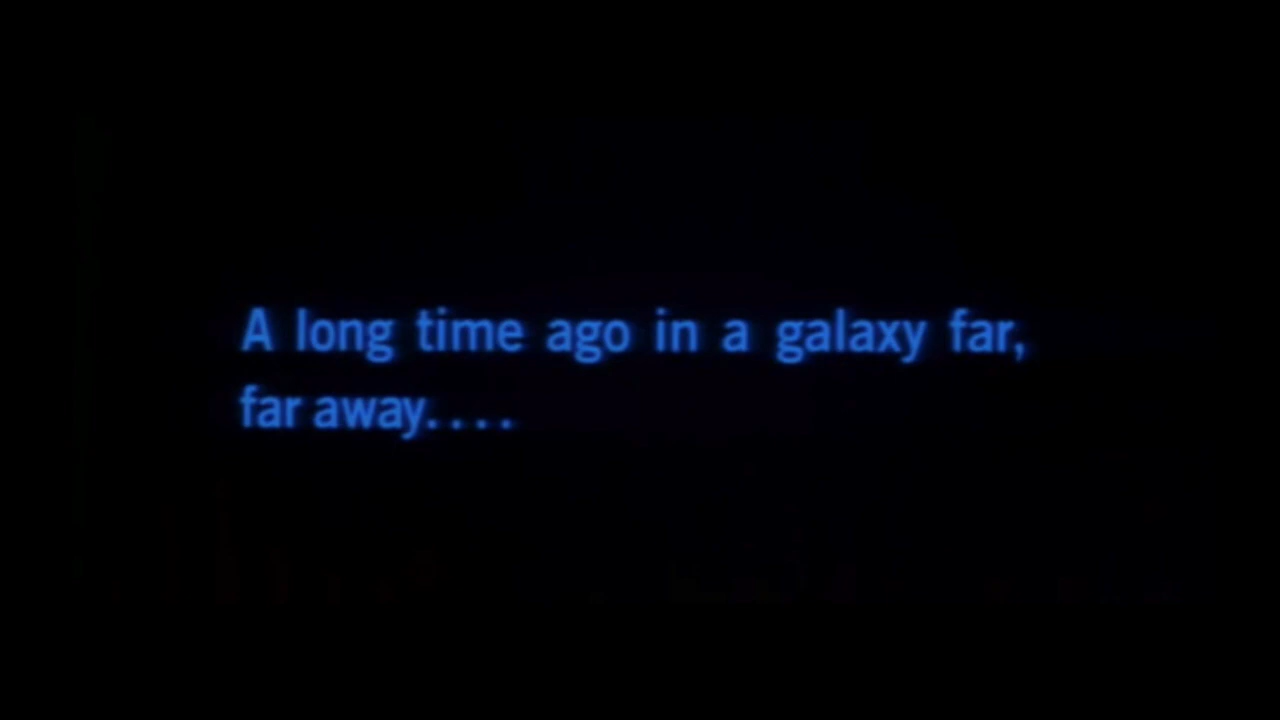 A long time ago in a galaxy far,
far away. . . .